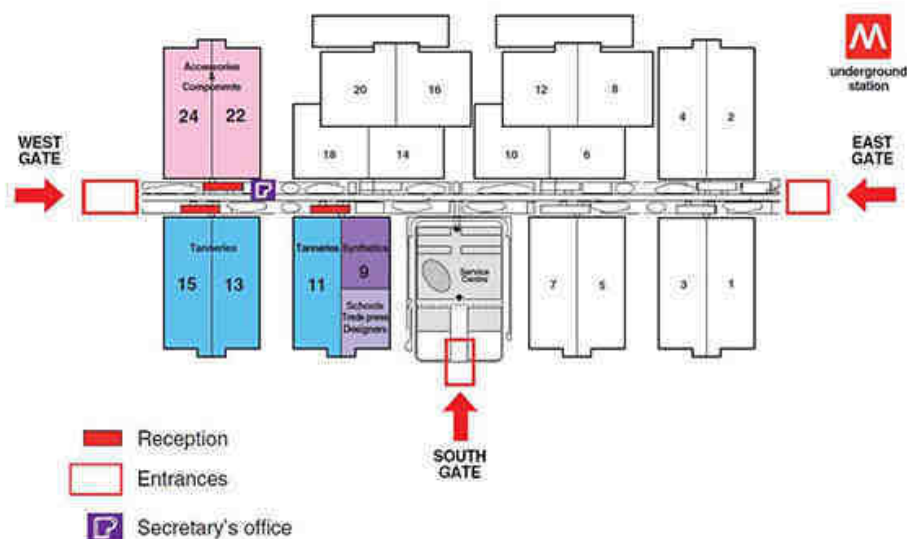 Accessories
&
Components
24
22
20
16
18
14
12
8
10
6
4
2
M
underground
station
WEST
GATE
EAST
GATE
Tanneries
15
13
Tanneries
11
Synthetics
9
Schools
Trade press
Designers
Service
Centre
7
5
3
1
SOUTH
GATE
Reception
Entrances
Secretary's office